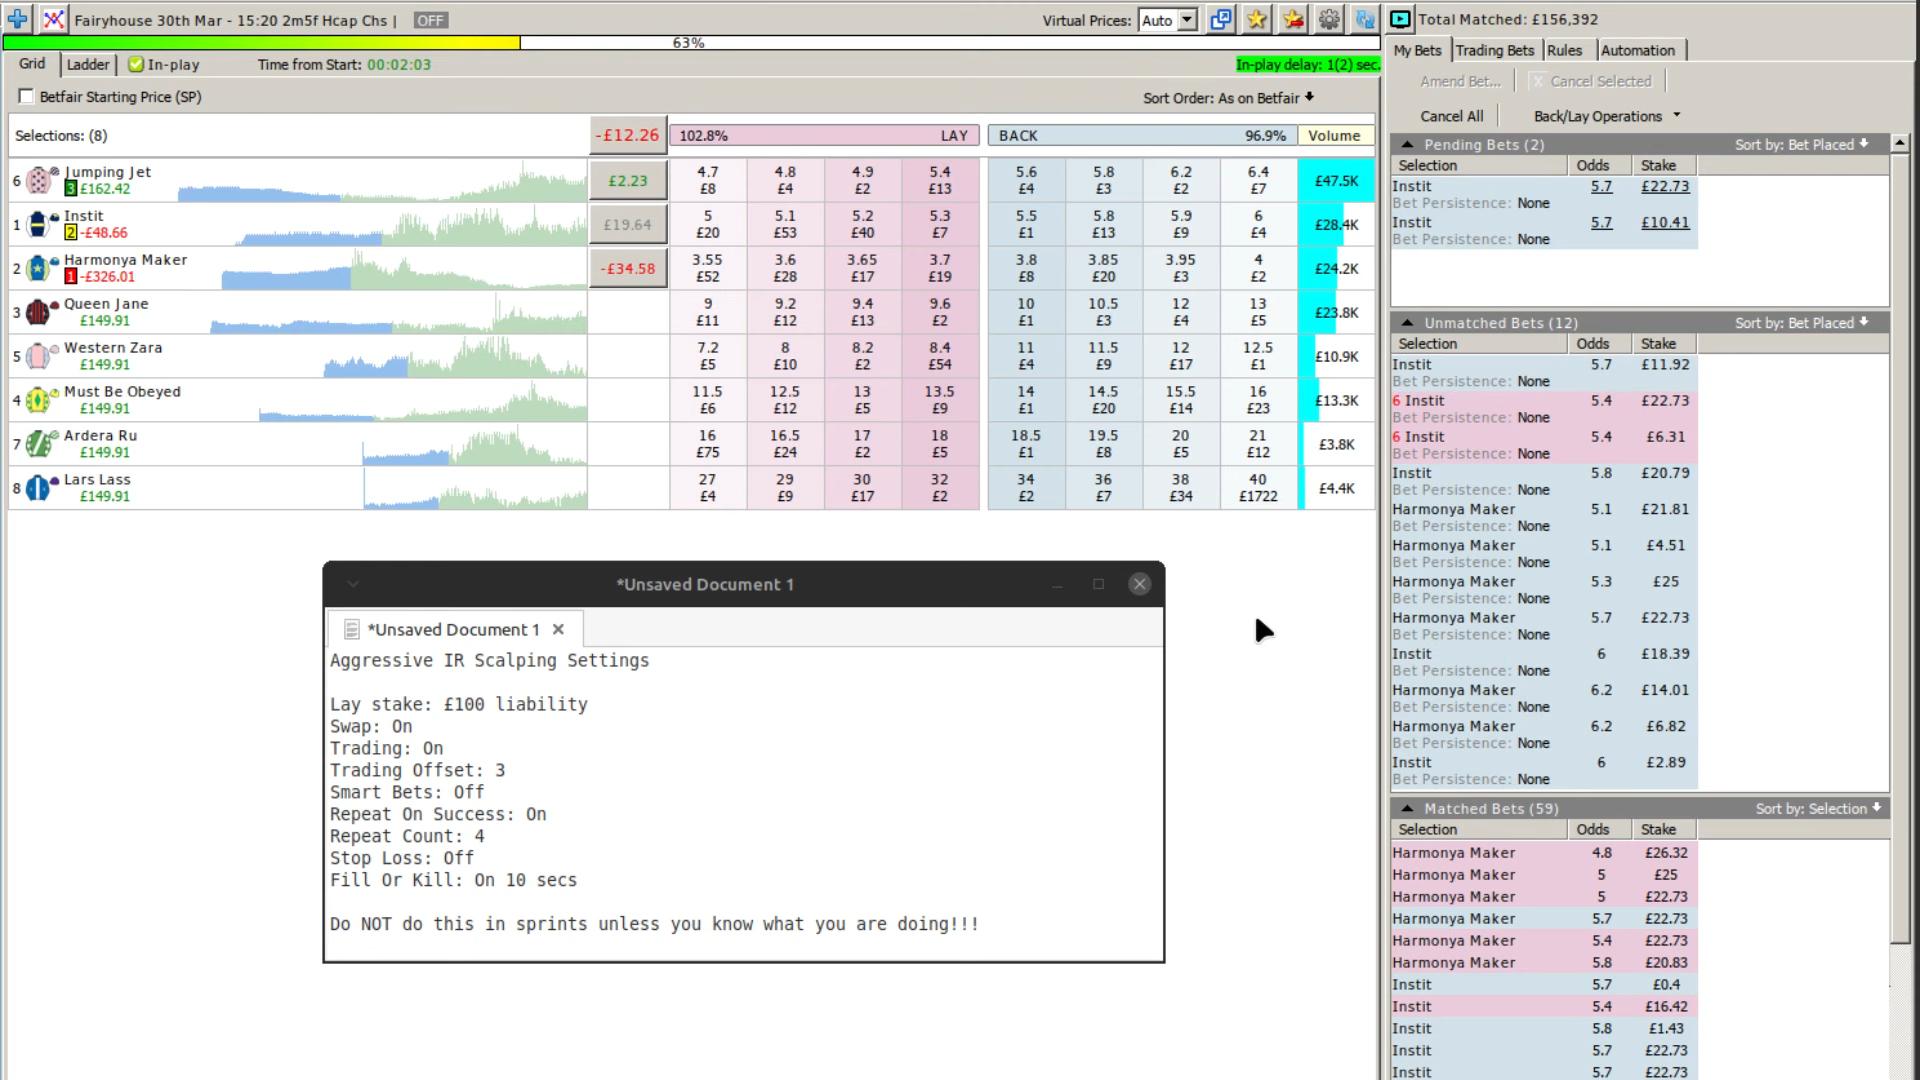 Fairyhouse 30th Mar - 15:20 2m5f Hcap Chs | OFF
Virtual Prices: Auto
Total Matched: £156,392
63%
Grid Ladder In-play Time from Start: 00:02:03 In-play delay: 1(2) sec.
My Bets Trading Bets Rules Automation
Betfair Starting Price (SP) Sort Order: As on Betfair
Amend Bet... X Cancel Selected
Cancel All Back/Lay Operations
Selections: (8) -£12.26 102.8% LAY BACK 96.9% Volume
6 Jumping Jet £2.23 4.7 4.8 4.9 5.4 5.6 5.8 6.2 6.4 £47.5K
3 £162.42 £8 £4 £2 £13 £4 £3 £2 £7
1 Instit £19.64 5 5.1 5.2 5.3 5.5 5.8 5.9 6 £28.4K
2 -£48.66 £20 £53 £40 £7 £1 £13 £9 £4
2 Harmonya Maker -£34.58 3.55 3.6 3.65 3.7 3.8 3.85 3.95 4 £24.2K
1 -£326.01 £52 £28 £17 £19 £8 £20 £3 £2
3 Queen Jane 9 9.2 9.4 9.6 10 10.5 12 13 £23.8K
£149.91 £11 £12 £13 £2 £1 £3 £4 £5
5 Western Zara 7.2 8 8.2 8.4 11 11.5 12 12.5 £10.9K
£149.91 £5 £10 £2 £54 £4 £9 £17 £1
4 Must Be Obeyed 11.5 12.5 13 13.5 14 14.5 15.5 16 £13.3K
£149.91 £6 £12 £5 £9 £1 £20 £14 £23
7 Ardera Ru 16 16.5 17 18 18.5 19.5 20 21 £3.8K
£149.91 £75 £24 £2 £5 £1 £8 £5 £12
8 Lars Lass 27 29 30 32 34 36 38 40 £4.4K
£149.91 £4 £9 £17 £2 £2 £7 £34 £1722
*Unsaved Document 1
*Unsaved Document 1
Aggressive IR Scalping Settings
Lay stake: £100 liability
Swap: On
Trading: On
Trading Offset: 3
Smart Bets: Off
Repeat On Success: On
Repeat Count: 4
Stop Loss: Off
Fill Or Kill: On 10 secs
Do NOT do this in sprints unless you know what you are doing!!!
Pending Bets (2) Sort by: Bet Placed
Selection Odds Stake
Instit 5.7 £22.73
Bet Persistence: None
Instit 5.7 £10.41
Bet Persistence: None
Unmatched Bets (12) Sort by: Bet Placed
Selection Odds Stake
Instit 5.7 £11.92
Bet Persistence: None
6 Instit 5.4 £22.73
Bet Persistence: None
6 Instit 5.4 £6.31
Bet Persistence: None
Instit 5.8 £20.79
Bet Persistence: None
Harmonya Maker 5.1 £21.81
Bet Persistence: None
Harmonya Maker 5.1 £4.51
Bet Persistence: None
Harmonya Maker 5.3 £25
Bet Persistence: None
Harmonya Maker 5.7 £22.73
Bet Persistence: None
Instit 6 £18.39
Bet Persistence: None
Harmonya Maker 6.2 £14.01
Bet Persistence: None
Harmonya Maker 6.2 £6.82
Bet Persistence: None
Instit 6 £2.89
Bet Persistence: None
Matched Bets (59) Sort by: Selection
Selection Odds Stake
Harmonya Maker 4.8 £26.32
Harmonya Maker 5 £25
Harmonya Maker 5 £22.73
Harmonya Maker 5.7 £22.73
Harmonya Maker 5.4 £22.73
Harmonya Maker 5.8 £20.83
Instit 5.7 £0.4
Instit 5.4 £16.42
Instit 5.8 £1.43
Instit 5.7 £22.73
Instit 5.7 £22.73